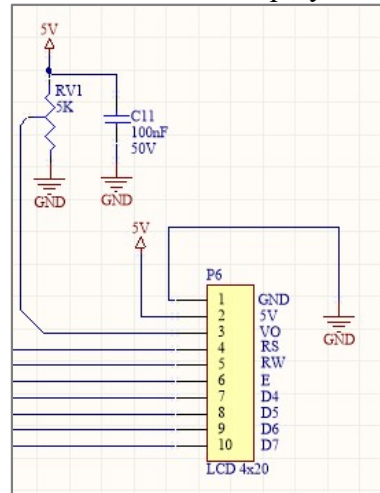 5V
RV1
5K
C11
100nF
50V
GND
GND
5V
P6
1 GND
2 5V
3 VO
4 RS
5 RW
6 E
7 D4
8 D5
9 D6
10 D7
GND
LCD 4x20